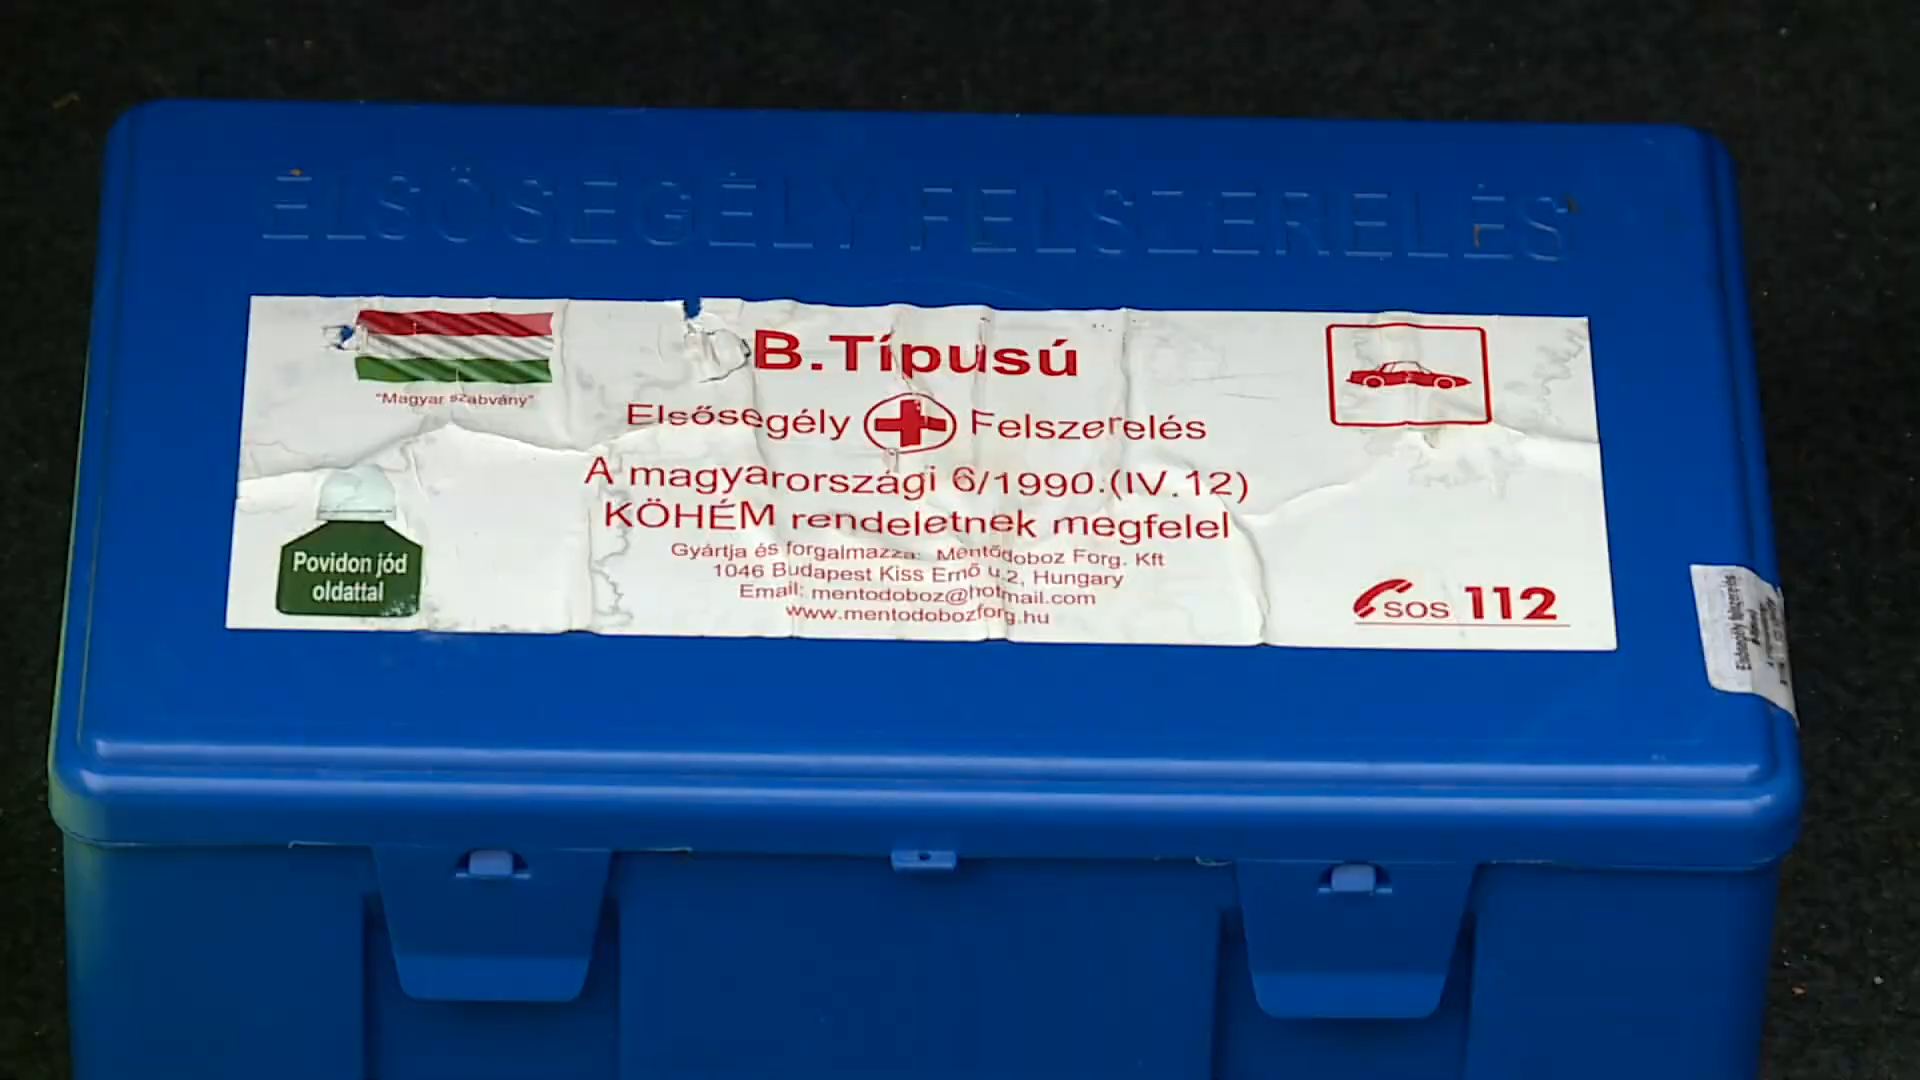 ELSŐSEGÉLY FELSZERELÉS
"Magyar szabvány"
B.Típusú
Elsősegély Felszerelés
A magyarországi 6/1990.(IV.12)
KÖHÉM rendeletnek megfelel
Gyártja és forgalmazza: Mentődoboz Forg. Kft
1046 Budapest Kiss Ernő u.2, Hungary
Email: mentodoboz@hotmail.com
www.mentodobozforg.hu
Povidon jód
oldattal
SOS 112
Elsősegély felszerelés